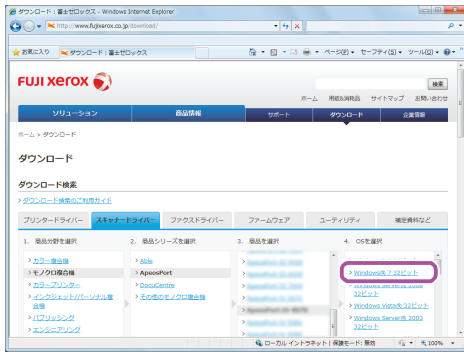 ダウンロード：富士ゼロックス - Windows Internet Explorer
http://www.fujixerox.co.jp/download/
お気に入り
ダウンロード：富士ゼロックス
ページ(P)
セーフティ(S)
ツール(O)
FUJI xerox
検索
ホーム 用紙&消耗品 サイトマップ お問い合わせ
ソリューション 商品情報 サポート ダウンロード 企業情報
ホーム > ダウンロード
ダウンロード
ダウンロード検索
> ダウンロード検索のご利用ガイド
プリンタードライバー スキャナードライバー ファクスドライバー ファームウェア ユーティリティ 補足資料など
1. 商品分野を選択
> カラー複合機
> モノクロ複合機
> カラープリンター
> インクジェット/パーソナル複合機
> パブリッシング
> エンジニアリング
2. 商品シリーズを選択
> Able
> ApeosPort
> DocuCentre
> その他のモノクロ複合機
3. 商品を選択
4. OSを選択
> Windows® 7 32ビット
32ビット
> Windows Vista® 32ビット
> Windows Server® 2003
32ビット
ローカル イントラネット | 保護モード: 無効
100%